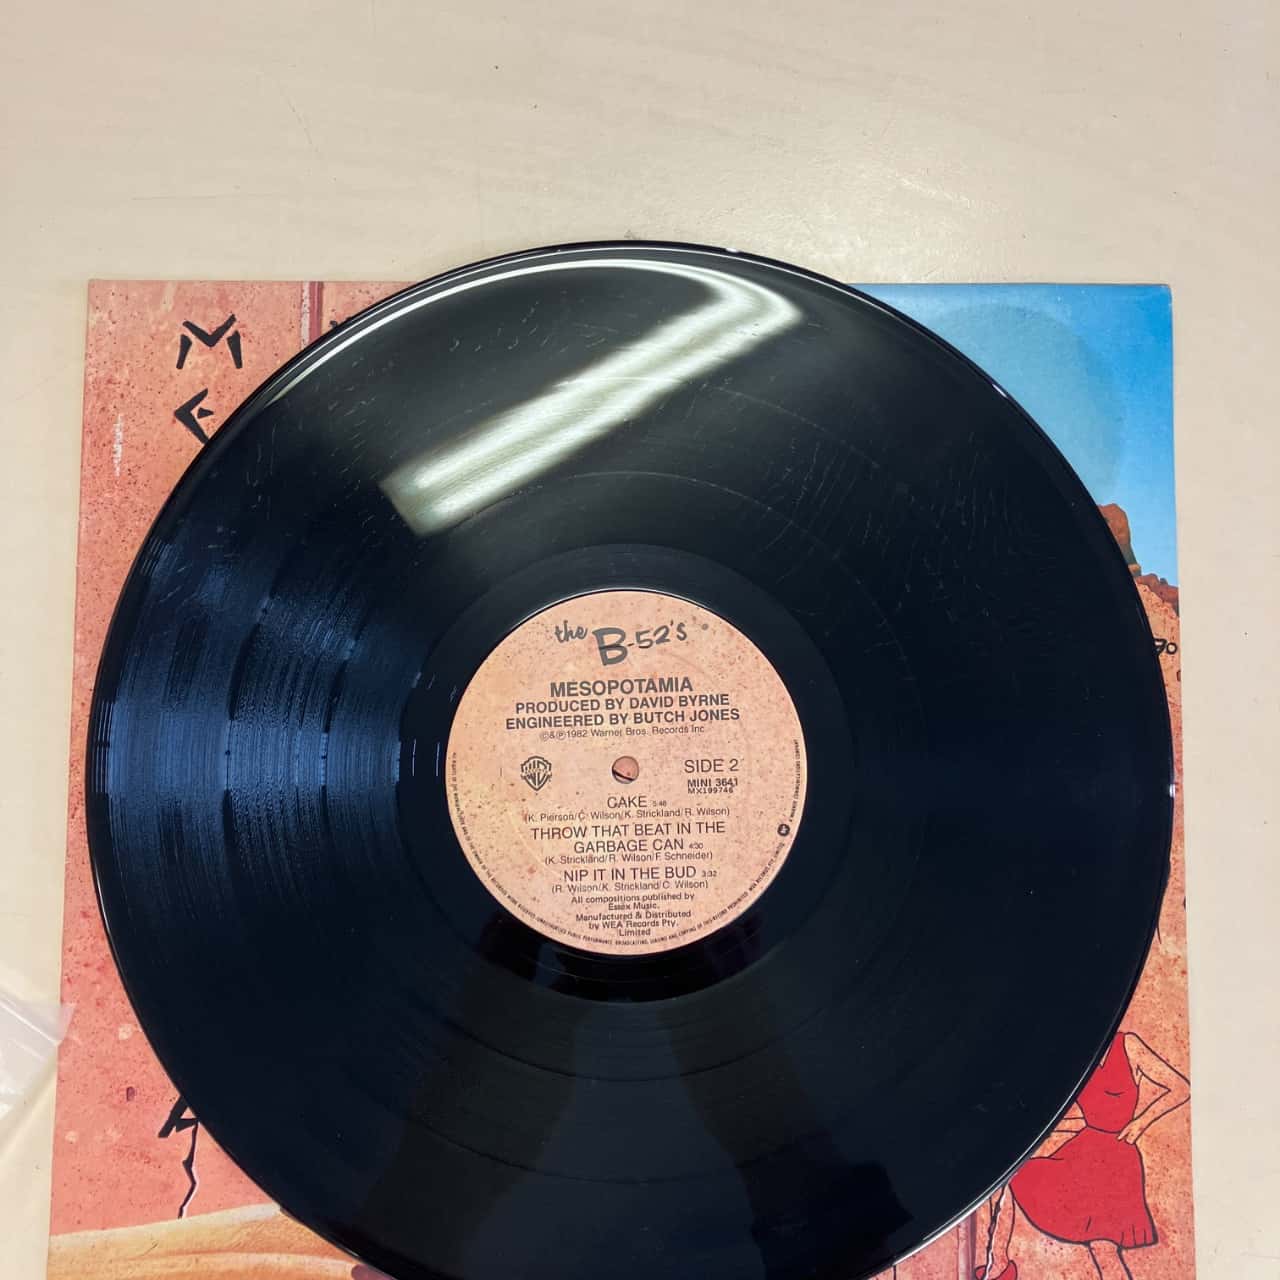 the B-52's
MESOPOTAMIA
PRODUCED BY DAVID BYRNE
ENGINEERED BY BUTCH JONES
©&℗1982 Warner Bros. Records Inc.
SIDE 2
MINI 3641
MX199746
CAKE 5:46
(K. Pierson/C. Wilson/K. Strickland/R. Wilson)
THROW THAT BEAT IN THE
GARBAGE CAN 4:30
(K. Strickland/R. Wilson/F. Schneider)
NIP IT IN THE BUD 3:32
(R. Wilson/K. Strickland/C. Wilson)
All compositions published by
Essex Music.
Manufactured & Distributed
by WEA Records Pty.
Limited